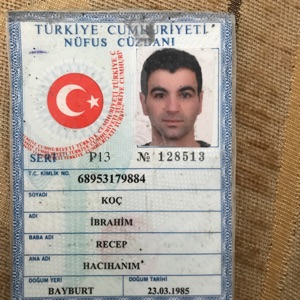 TÜRKİYE CUMHURİYETİ
NÜFUS CÜZDANI
SERİ P13 № 128513
T.C. KİMLİK NO.
68953179884
SOYADI
KOÇ
ADI
İBRAHİM
BABA ADI
RECEP
ANA ADI
HACIHANIM
DOĞUM YERİ DOĞUM TARİHİ
BAYBURT 23.03.1985